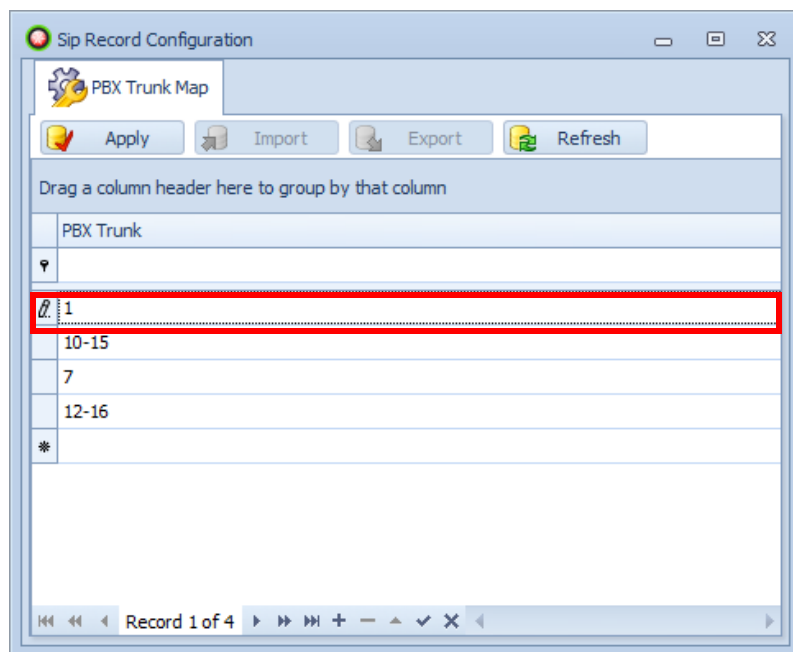 Sip Record Configuration
PBX Trunk Map
Apply Import Export Refresh
Drag a column header here to group by that column
PBX Trunk
1
10-15
7
12-16
Record 1 of 4